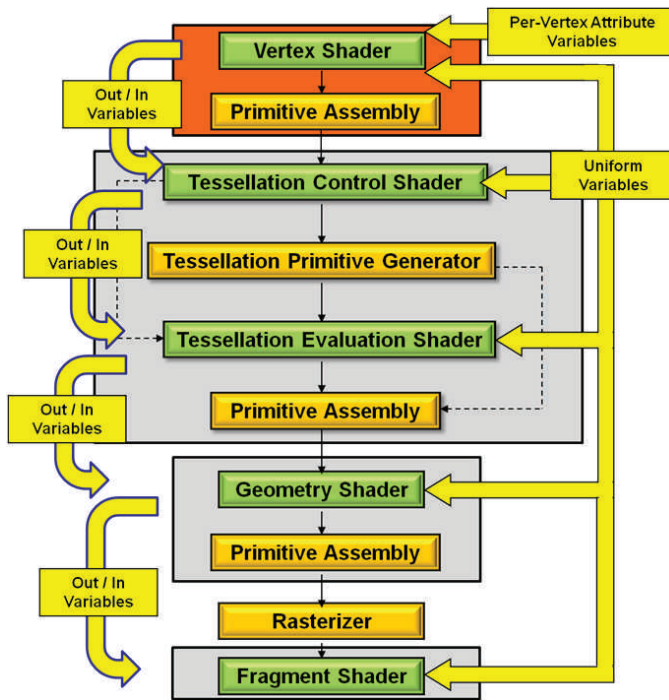 Per-Vertex Attribute
Variables
Vertex Shader
Out / In
Variables
Primitive Assembly
Tessellation Control Shader
Uniform
Variables
Out / In
Variables
Tessellation Primitive Generator
Tessellation Evaluation Shader
Out / In
Variables
Primitive Assembly
Geometry Shader
Primitive Assembly
Out / In
Variables
Rasterizer
Fragment Shader